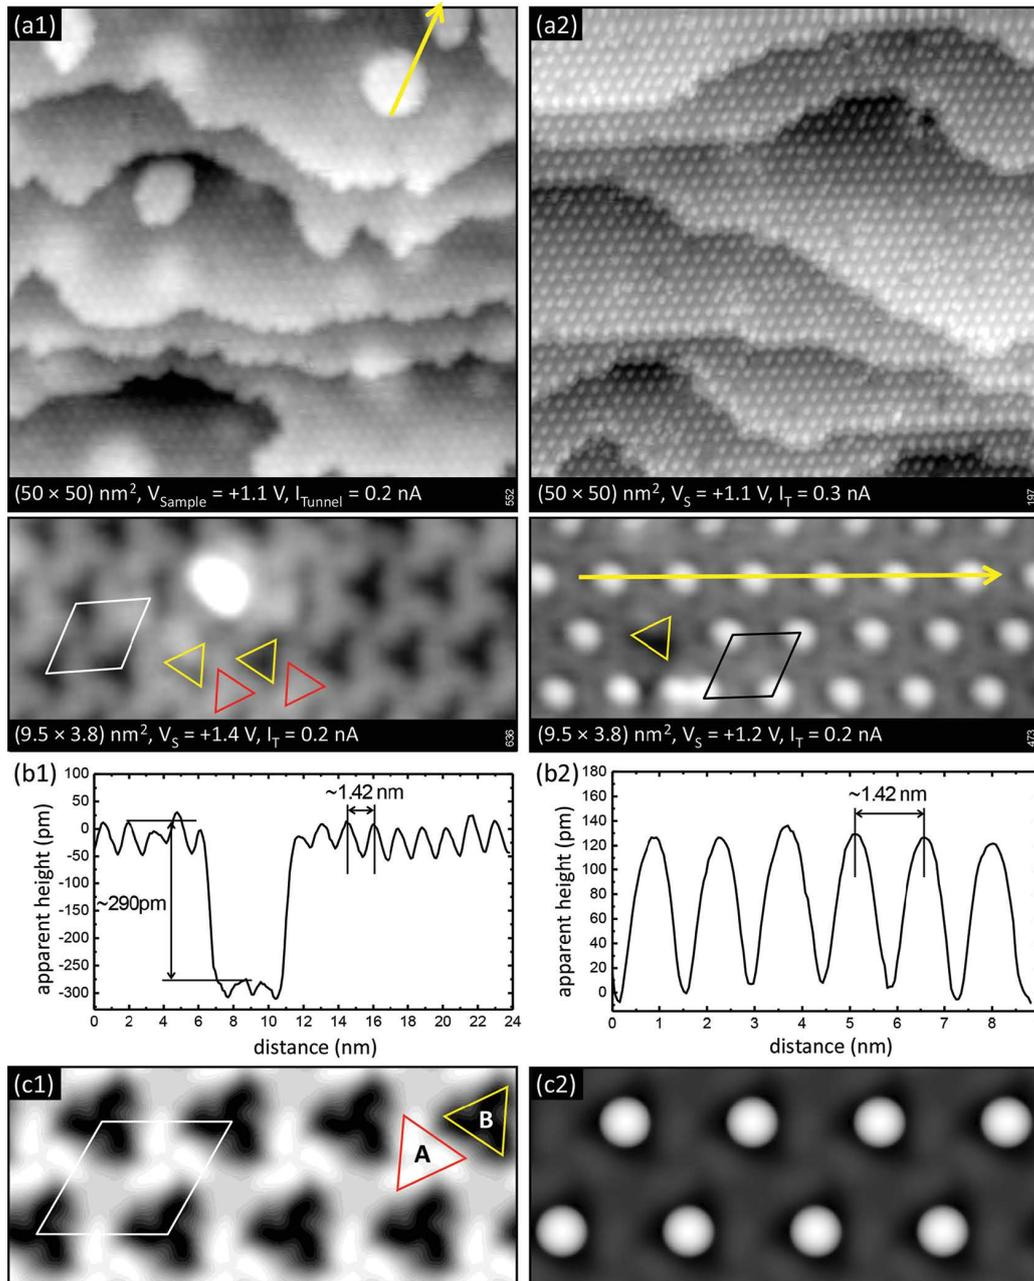 (a1)
(a2)
(50 × 50) nm², V_Sample = +1.1 V, I_Tunnel = 0.2 nA
552
(50 × 50) nm², V_S = +1.1 V, I_T = 0.3 nA
187
(9.5 × 3.8) nm², V_S = +1.4 V, I_T = 0.2 nA
636
(9.5 × 3.8) nm², V_S = +1.2 V, I_T = 0.2 nA
473
(b1)
100
50
0
-50
-100
-150
-200
-250
-300
apparent height (pm)
~1.42 nm
~290pm
0 2 4 6 8 10 12 14 16 18 20 22 24
distance (nm)
(b2)
180
160
140
120
100
80
60
40
20
0
apparent height (pm)
~1.42 nm
0 1 2 3 4 5 6 7 8
distance (nm)
(c1)
B
A
(c2)